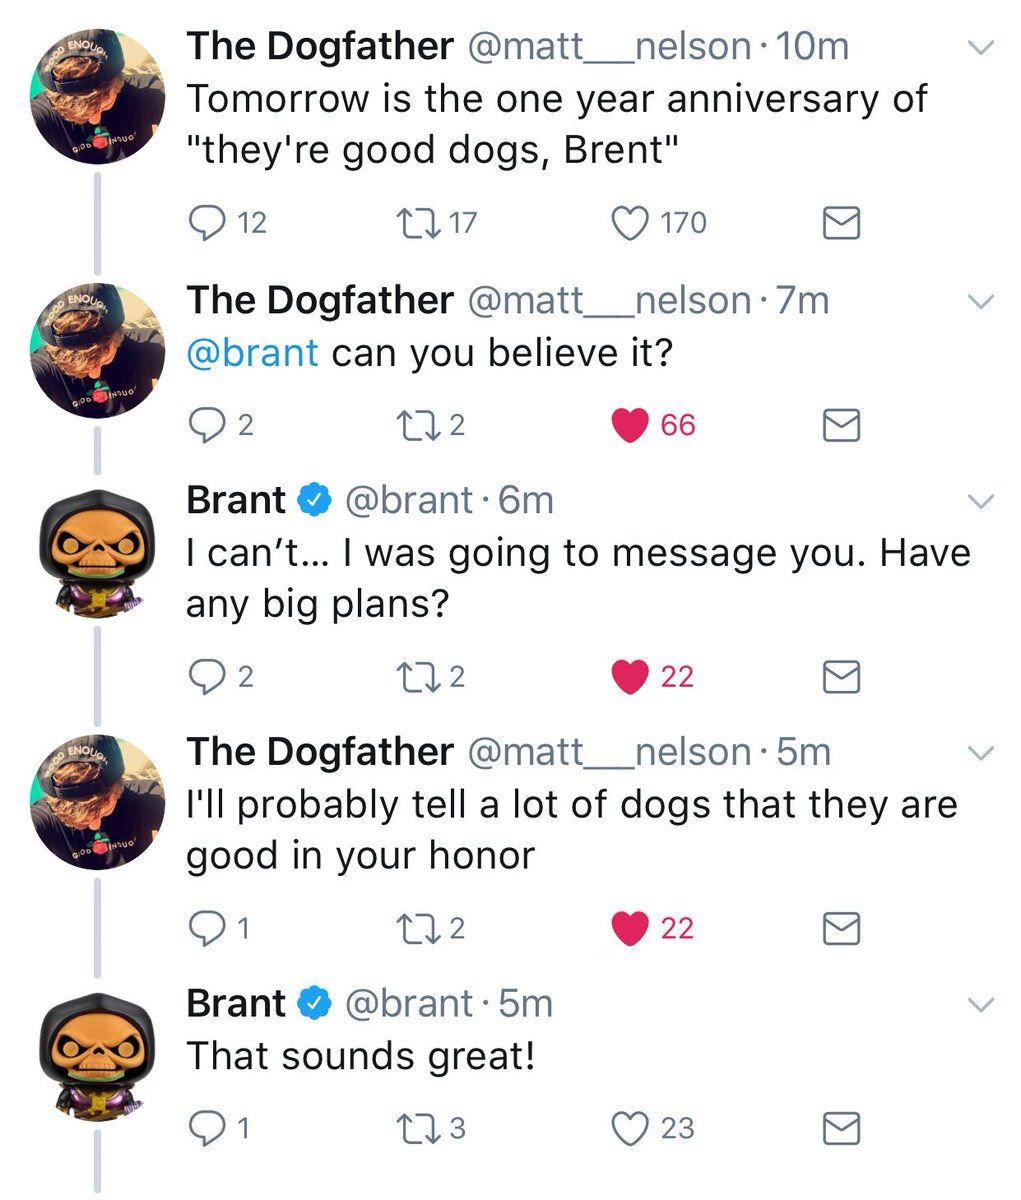 The Dogfather @matt___nelson · 10m
Tomorrow is the one year anniversary of
"they're good dogs, Brent"
12 17 170
The Dogfather @matt___nelson · 7m
@brant can you believe it?
2 2 66
Brant @brant · 6m
I can’t... I was going to message you. Have
any big plans?
2 2 22
The Dogfather @matt___nelson · 5m
I'll probably tell a lot of dogs that they are
good in your honor
1 2 22
Brant @brant · 5m
That sounds great!
1 3 23